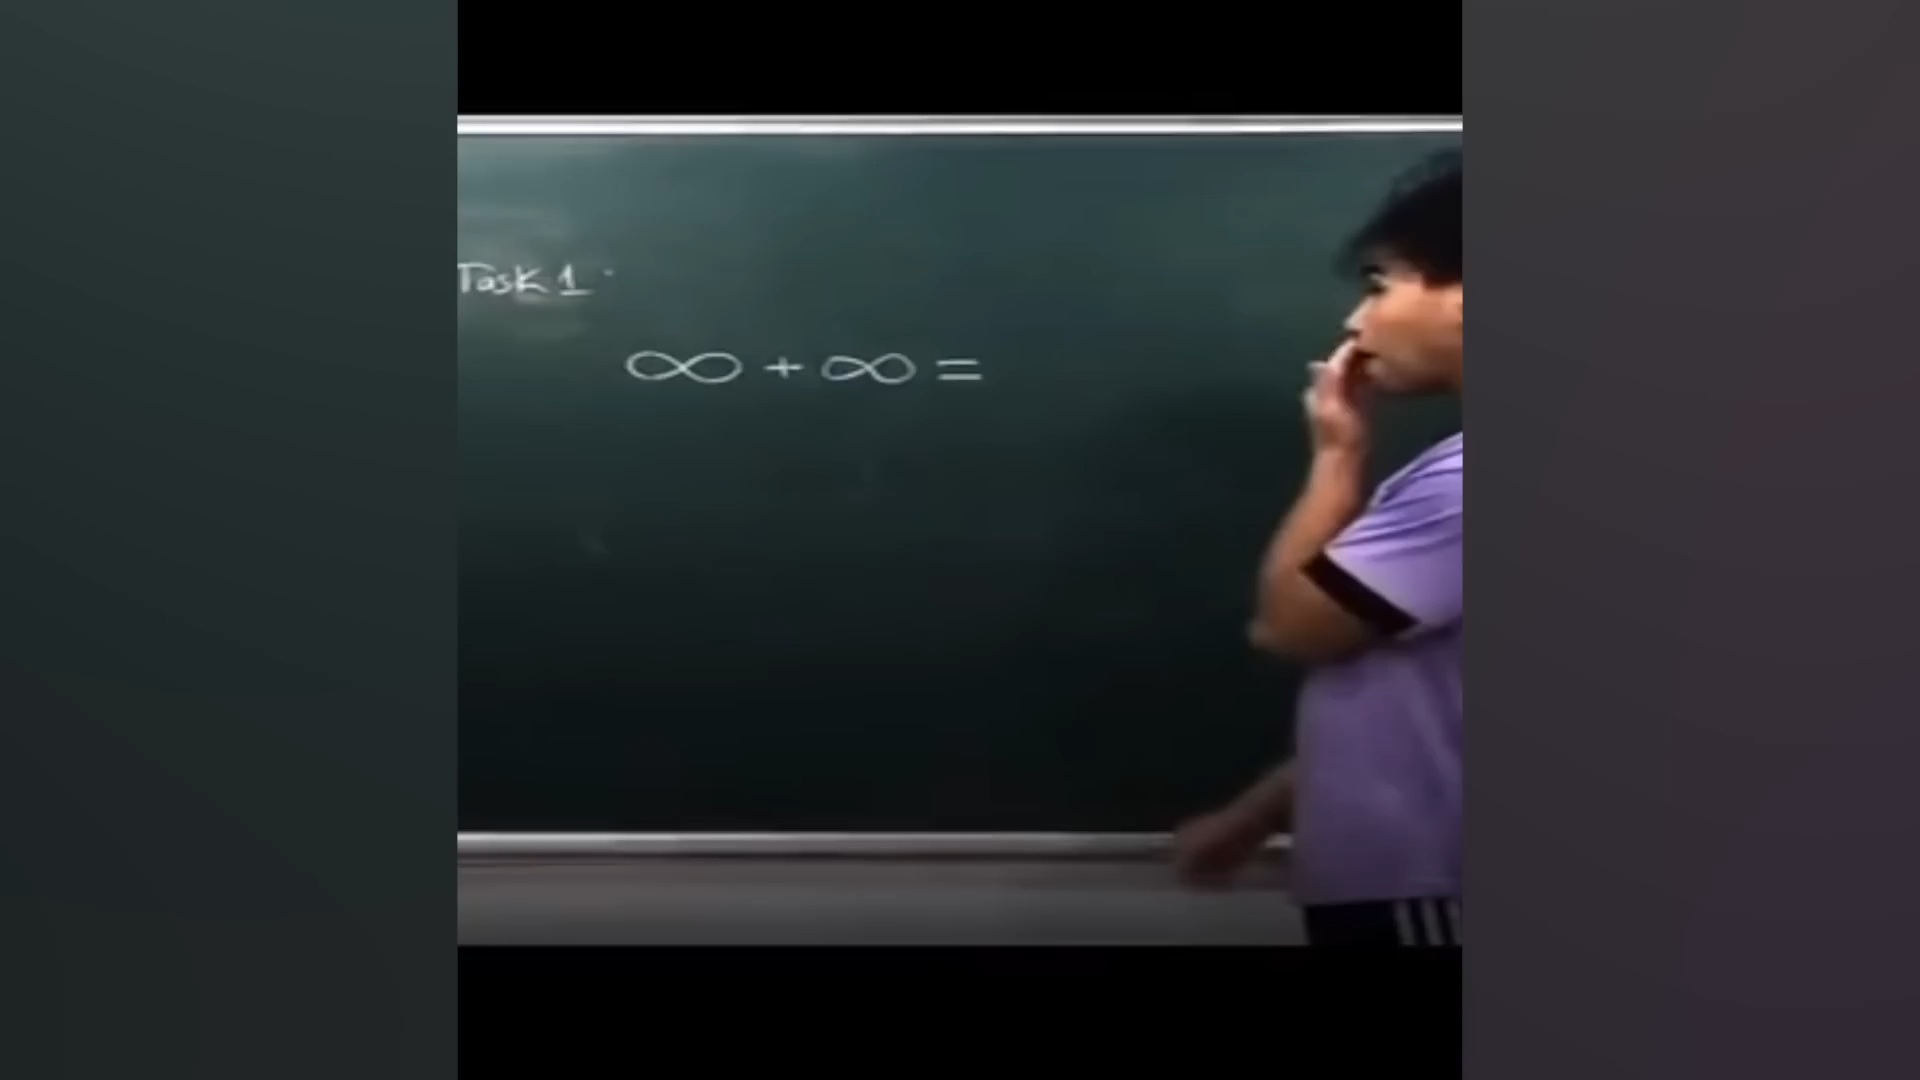 Task 1
∞ + ∞ =